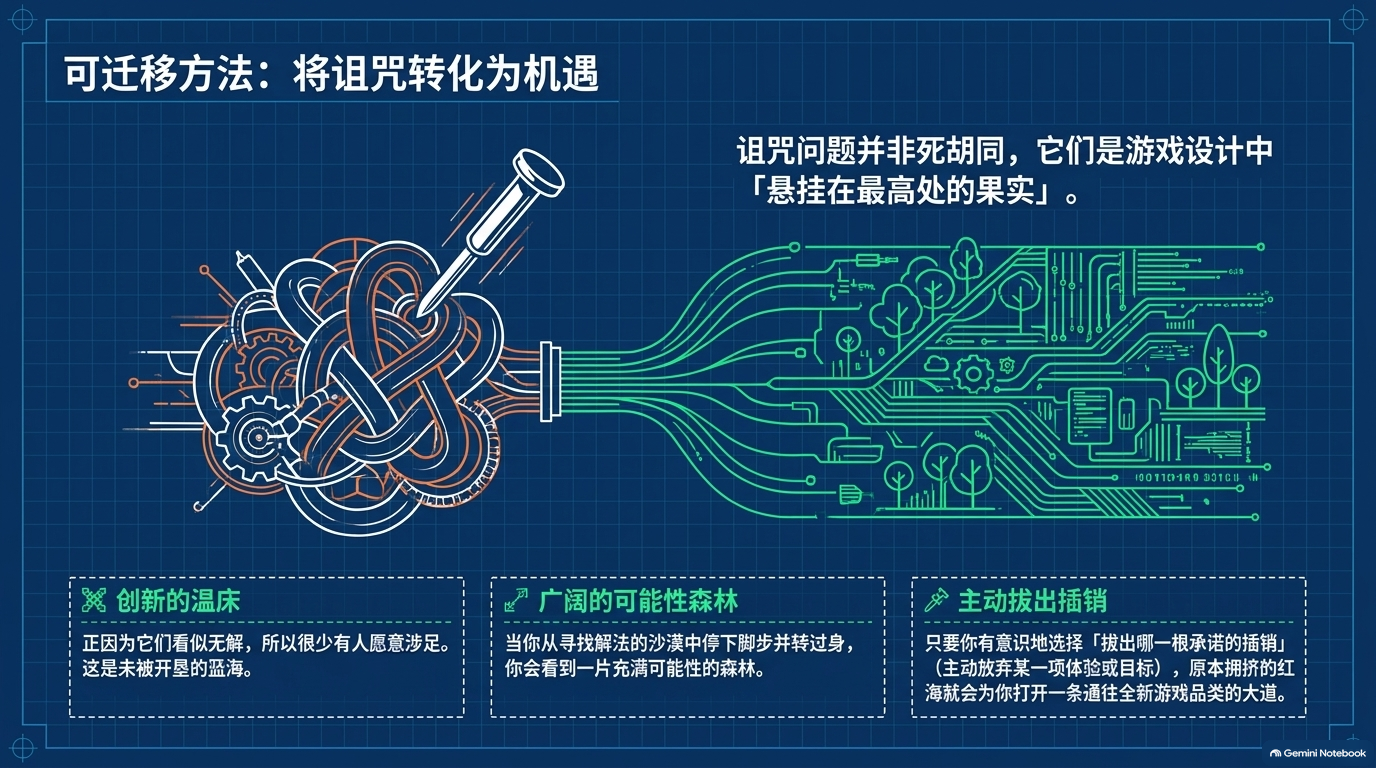 可迁移方法：将诅咒转化为机遇
诅咒问题并非死胡同，它们是游戏设计中
「悬挂在最高处的果实」。
创新的温床
正因为它们看似无解，所以很少有人愿意涉足。
这是未被开垦的蓝海。
广阔的可能性森林
当你从寻找解法的沙漠中停下脚步并转过身，
你会看到一片充满可能性的森林。
主动拔出插销
只要你有意识地选择「拔出哪一根承诺的插销」
（主动放弃某一项体验或目标），原本拥挤的红
海就会为你打开一条通往全新游戏品类的大道。
Gemini Notebook